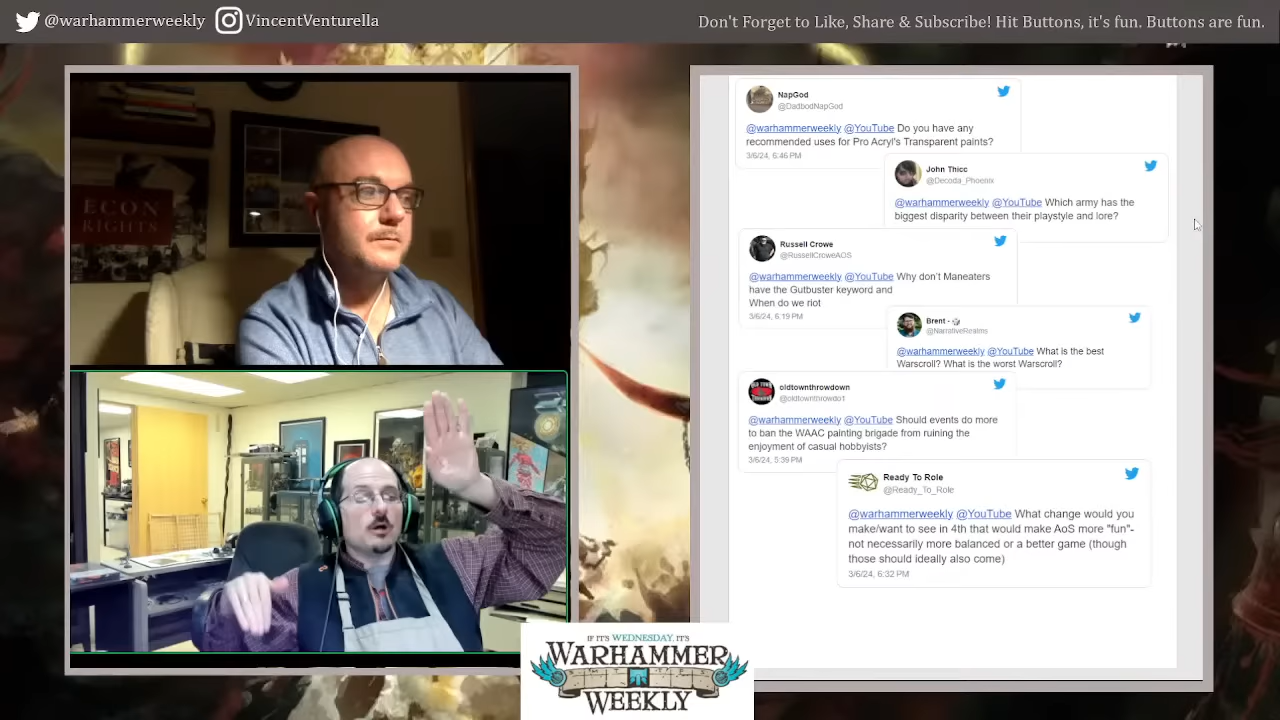 @warhammerweekly VincentVenturella
Don't Forget to Like, Share, & Subscribe! Hit Buttons, it's fun. Buttons are fun.
ECON
RIGHTS
NapGod
@DadbodNapGod
@warhammerweekly @YouTube Do you have any
recommended uses for Pro Acryl's Transparent paints?
3/6/24, 6:46 PM
John Thicc
@Decoda_Phoenix
@warhammerweekly @YouTube Which army has the
biggest disparity between their playstyle and lore?
Russell Crowe
@RussellCroweAOS
@warhammerweekly @YouTube Why don't Maneaters
have the Gutbuster keyword and
When do we riot
3/6/24, 6:19 PM
Brent -
@NarrativeRealms
@warhammerweekly @YouTube What is the best
Warscroll? What is the worst Warscroll?
oldtownthrowdown
@oldtownthrowdo1
@warhammerweekly @YouTube Should events do more
to ban the WAAC painting brigade from ruining the
enjoyment of casual hobbyists?
3/6/24, 5:39 PM
Ready To Role
@Ready_To_Role
@warhammerweekly @YouTube What change would you
make/want to see in 4th that would make AoS more "fun"-
not necessarily more balanced or a better game (though
those should ideally also come)
3/6/24, 6:32 PM
IF IT'S WEDNESDAY, IT'S
WARHAMMER
WEEKLY